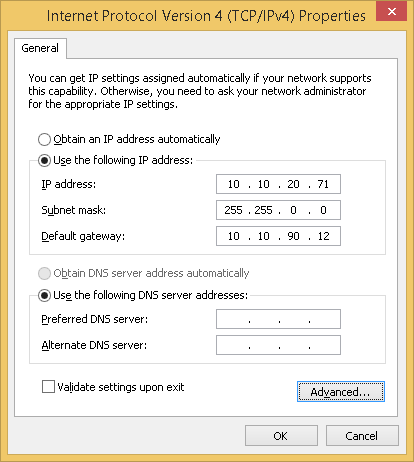 Internet Protocol Version 4 (TCP/IPv4) Properties
General
You can get IP settings assigned automatically if your network supports
this capability. Otherwise, you need to ask your network administrator
for the appropriate IP settings.
Obtain an IP address automatically
Use the following IP address:
IP address: 10 . 10 . 20 . 71
Subnet mask: 255 . 255 . 0 . 0
Default gateway: 10 . 10 . 90 . 12
Obtain DNS server address automatically
Use the following DNS server addresses:
Preferred DNS server: . . .
Alternate DNS server: . . .
Validate settings upon exit
Advanced...
OK Cancel